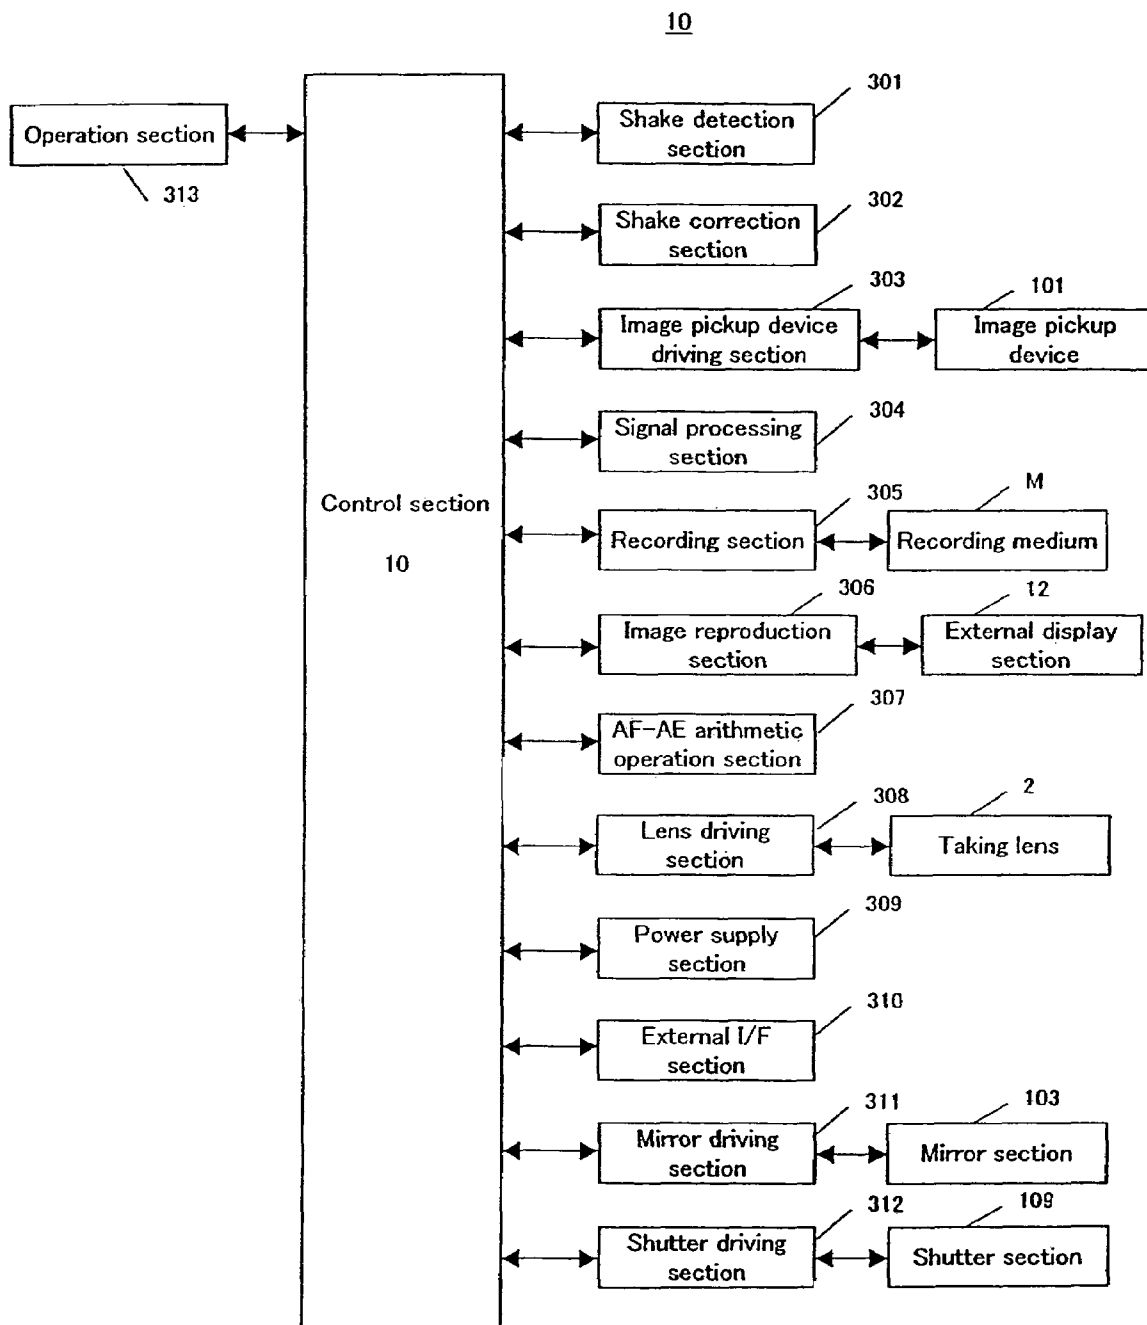 10
301
Operation section
Shake detection
section
313
302
Shake correction
section
303
101
Image pickup device
driving section
Image pickup
device
304
Signal processing
section
Control section
10
305
M
Recording section
Recording medium
306
12
Image reproduction
section
External display
section
307
AF-AE arithmetic
operation section
308
2
Lens driving
section
Taking lens
309
Power supply
section
310
External I/F
section
311
103
Mirror driving
section
Mirror section
312
109
Shutter driving
section
Shutter section